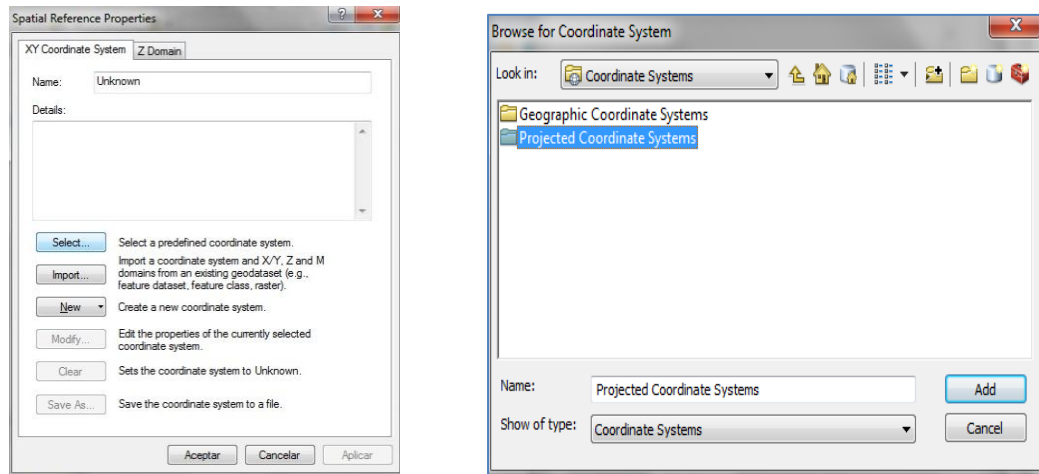 Spatial Reference Properties
XY Coordinate System Z Domain
Name: Unknown
Details:
Select... Select a predefined coordinate system.
Import... Import a coordinate system and X/Y, Z and M
domains from an existing geodataset (e.g.,
feature dataset, feature class, raster).
New Create a new coordinate system.
Modify... Edit the properties of the currently selected
coordinate system.
Clear Sets the coordinate system to Unknown.
Save As... Save the coordinate system to a file.
Aceptar Cancelar Aplicar
Browse for Coordinate System
Look in: Coordinate Systems
Geographic Coordinate Systems
Projected Coordinate Systems
Name: Projected Coordinate Systems Add
Show of type: Coordinate Systems Cancel